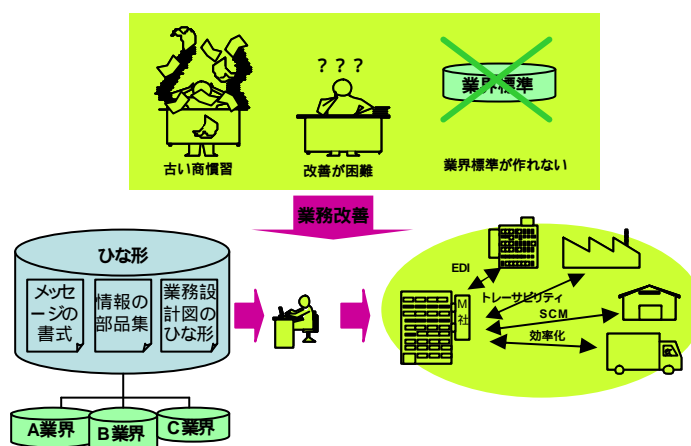 ? ? ?
業界標準
古い商慣習
改善が困難
業界標準が作れない
業務改善
ひな形
メッセ
ージの
書式
情報の
部品集
業務設
計図の
ひな形
EDI
M
社
トレーサビリティ
SCM
効率化
A業界
B業界
C業界